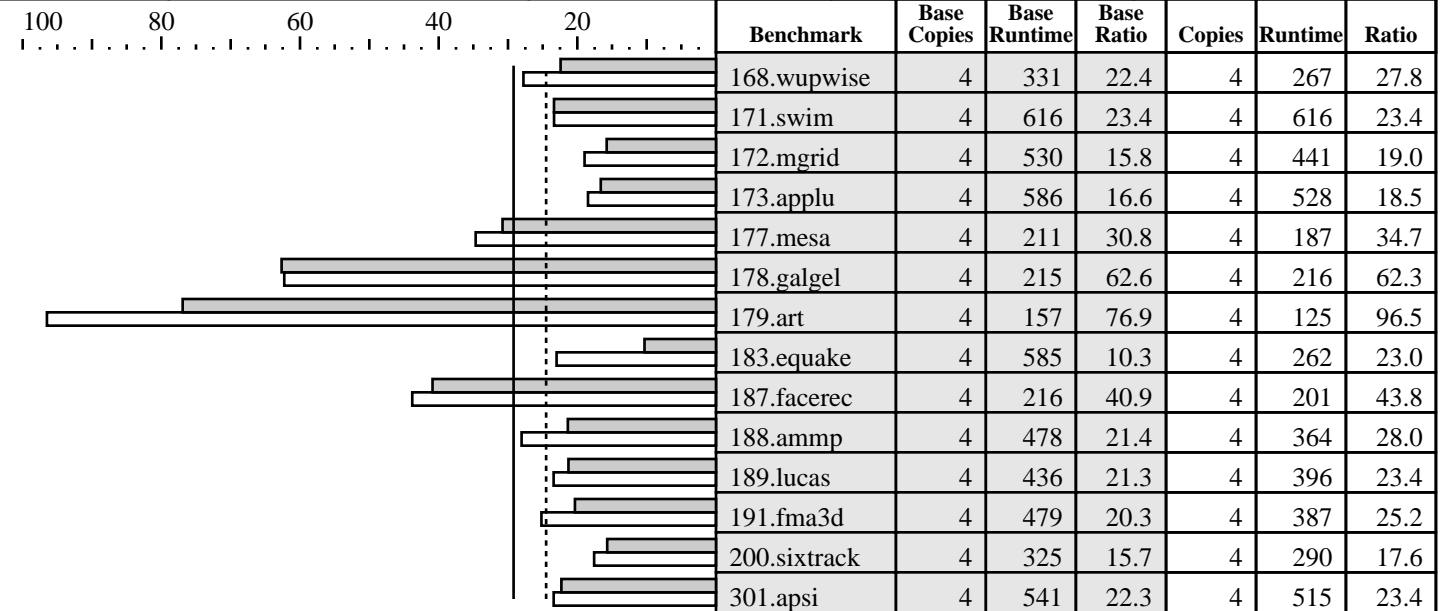 100 80 60 40 20
Benchmark Base Copies Base Runtime Base Ratio Copies Runtime Ratio
168.wupwise 4 331 22.4 4 267 27.8
171.swim 4 616 23.4 4 616 23.4
172.mgrid 4 530 15.8 4 441 19.0
173.applu 4 586 16.6 4 528 18.5
177.mesa 4 211 30.8 4 187 34.7
178.galgel 4 215 62.6 4 216 62.3
179.art 4 157 76.9 4 125 96.5
183.equake 4 585 10.3 4 262 23.0
187.facerec 4 216 40.9 4 201 43.8
188.ammp 4 478 21.4 4 364 28.0
189.lucas 4 436 21.3 4 396 23.4
191.fma3d 4 479 20.3 4 387 25.2
200.sixtrack 4 325 15.7 4 290 17.6
301.apsi 4 541 22.3 4 515 23.4